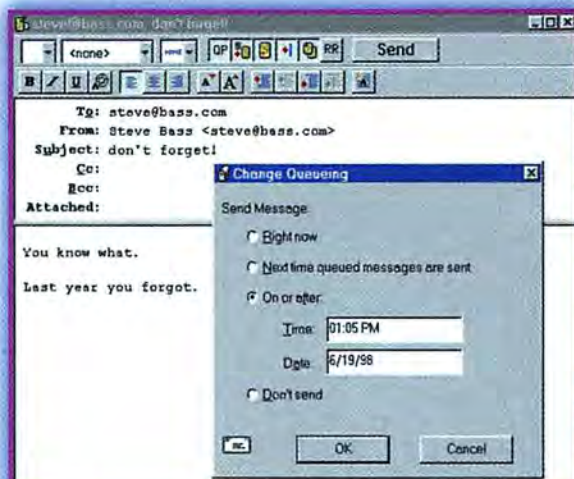 steve@bass.com, don't forget!
<none>
QP
RR
Send
B I U
A A
To: steve@bass.com
From: Steve Bass <steve@bass.com>
Subject: don't forget!
Cc:
Bcc:
Attached:
You know what.
Last year you forgot.
Change Queueing
Send Message:
Right now
Next time queued messages are sent
On or after:
Time: 01:05 PM
Date: 6/19/98
Don't send
OK Cancel